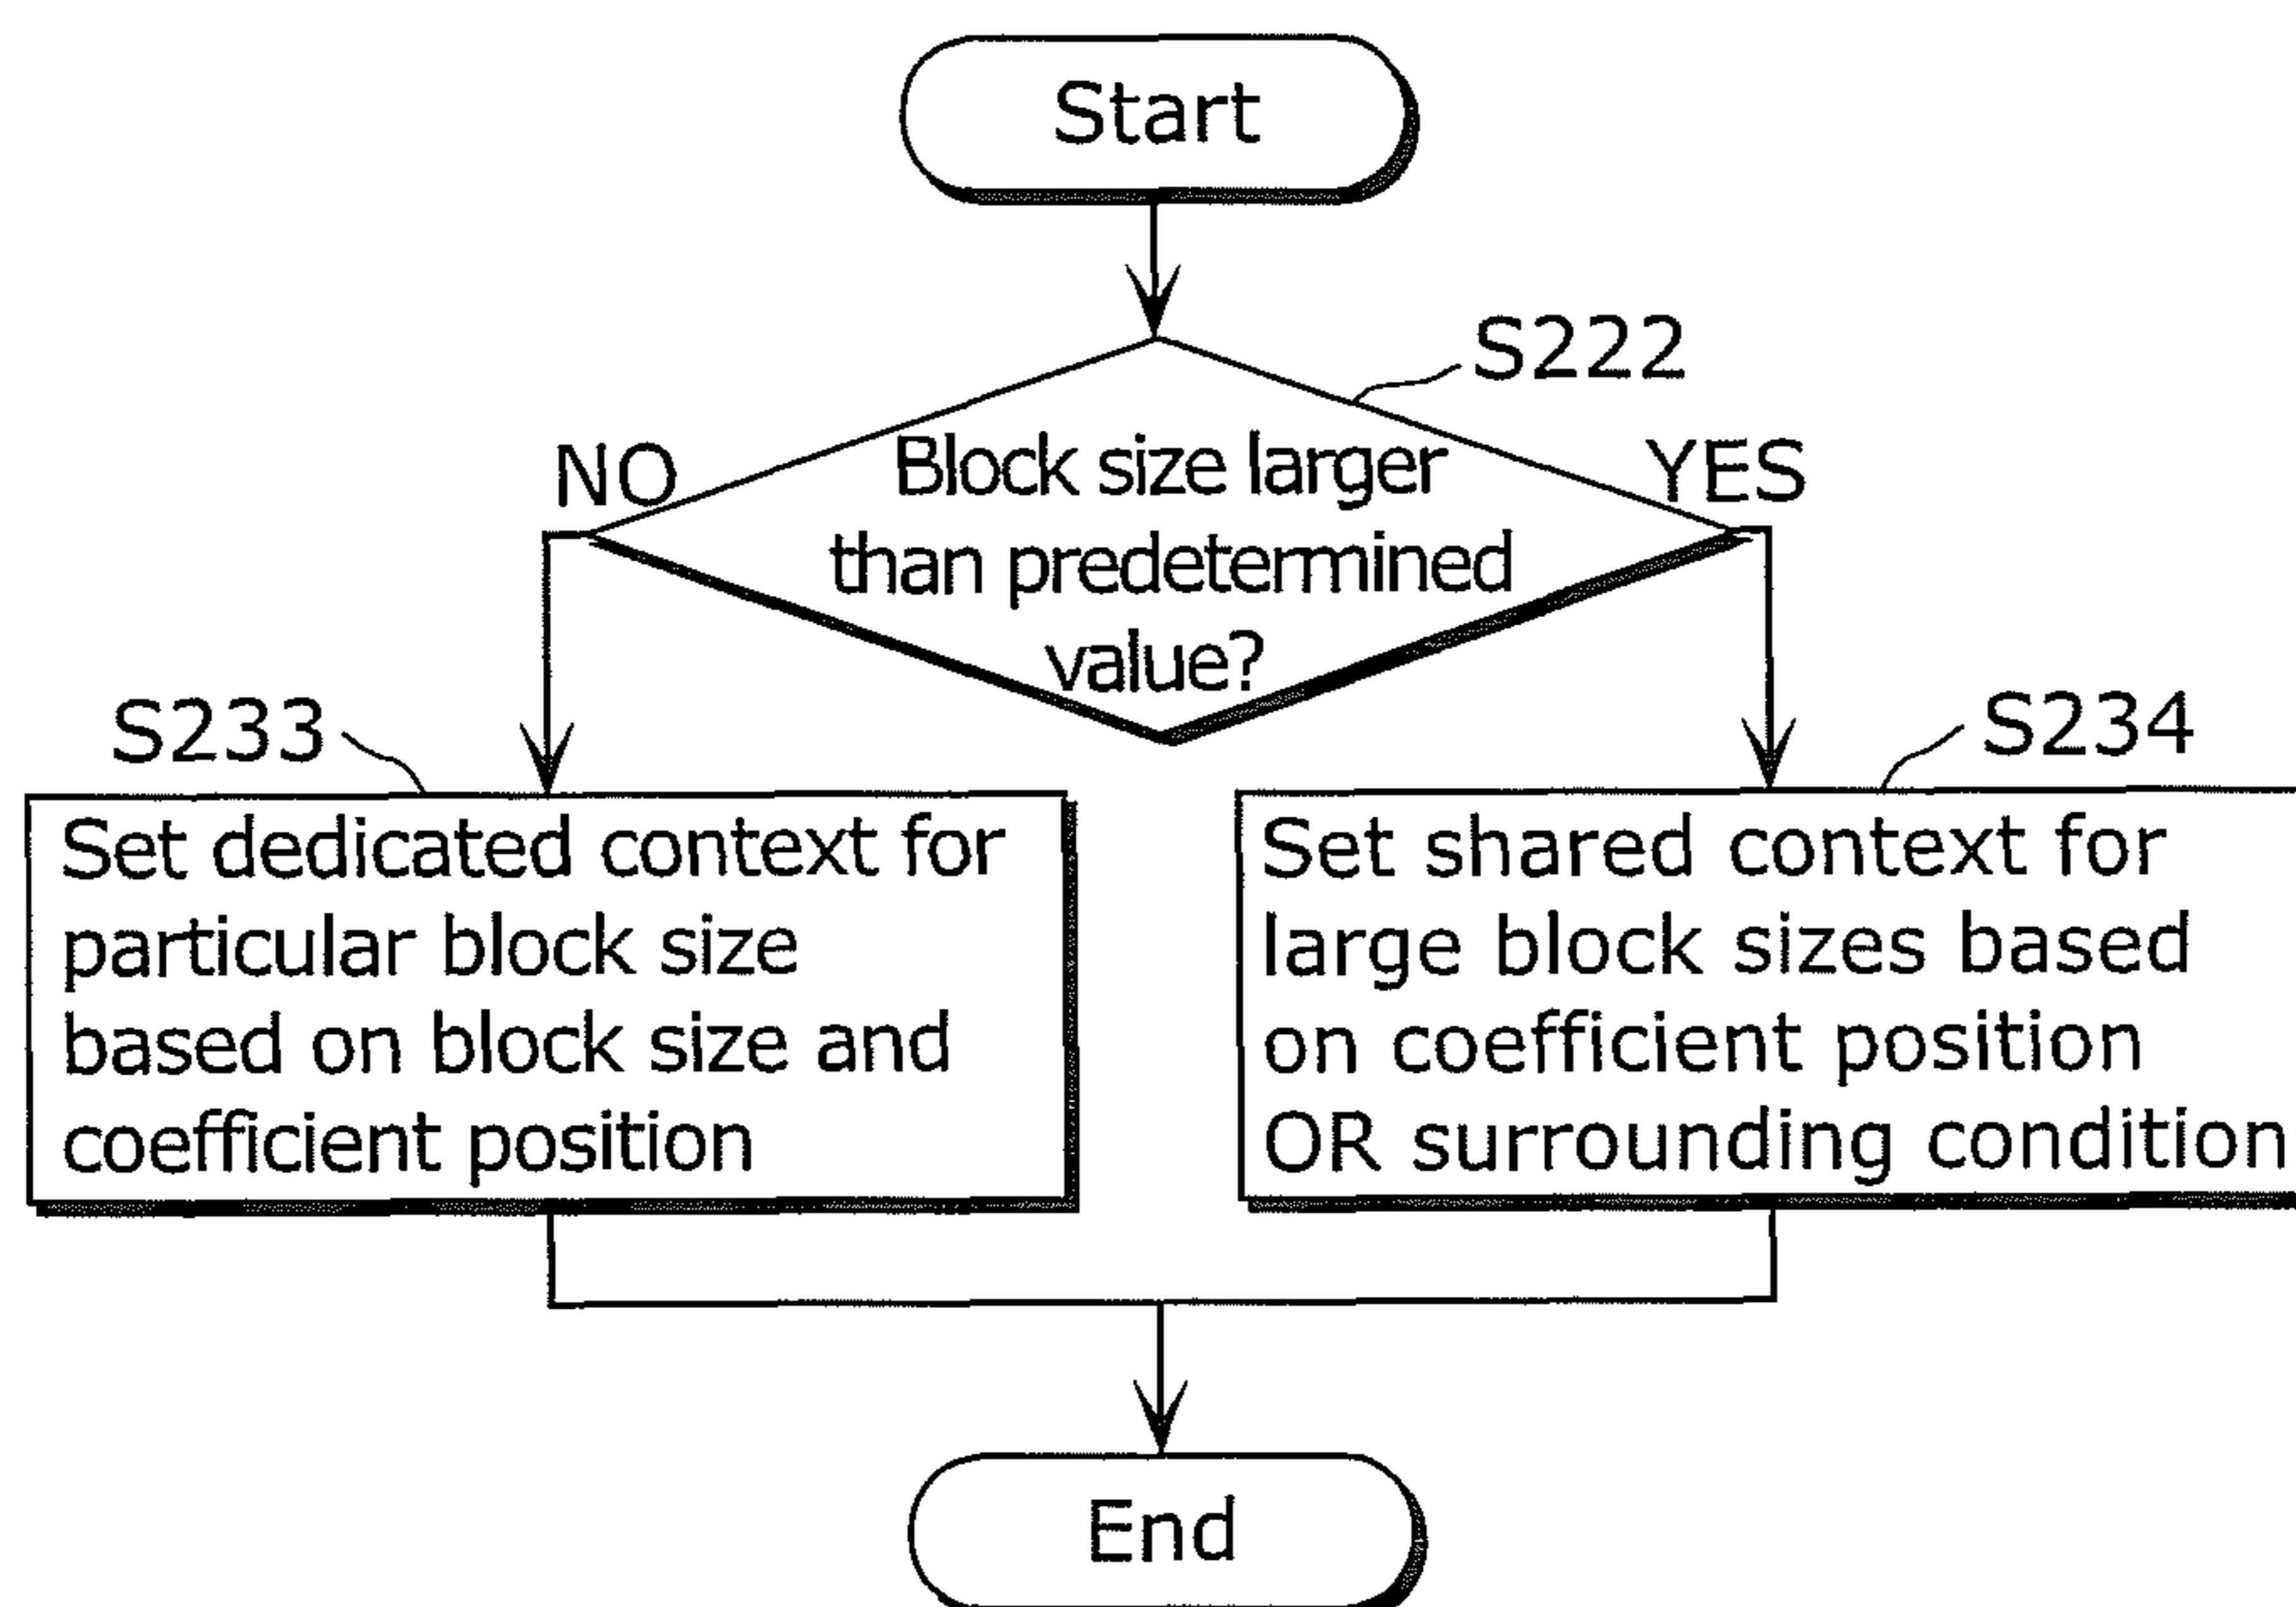 Start
S222
NO
YES
Block size larger
than predetermined
value?
S233
S234
Set dedicated context for
particular block size
based on block size and
coefficient position
Set shared context for
large block sizes based
on coefficient position
OR surrounding condition
End